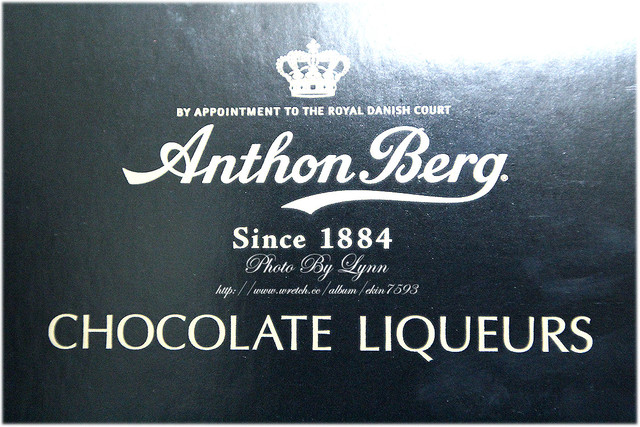 BY APPOINTMENT TO THE ROYAL DANISH COURT
Anthon Berg.
Since 1884
Photo By Lynn
http://www.wretch.cc/album/ekin7593
CHOCOLATE LIQUEURS